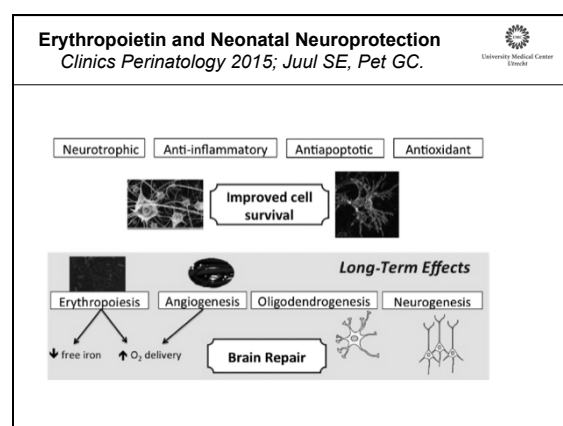 Erythropoietin and Neonatal Neuroprotection
Clinics Perinatology 2015; Juul SE, Pet GC.
University Medical Center
Utrecht
Neurotrophic
Anti-inflammatory
Antiapoptotic
Antioxidant
Improved cell
survival
Long-Term Effects
Erythropoiesis
Angiogenesis
Oligodendrogenesis
Neurogenesis
↓ free iron
↑ O₂ delivery
Brain Repair